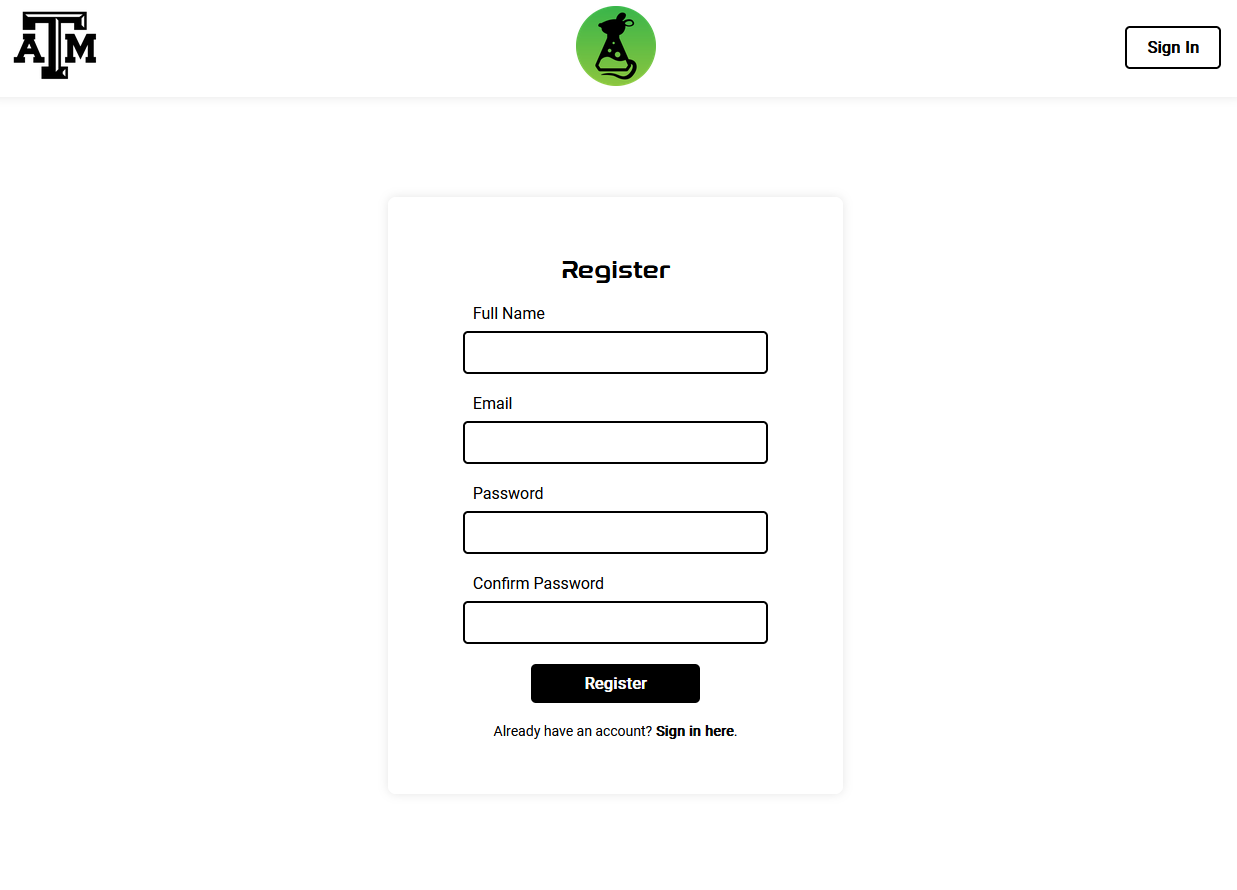 ATM
Sign In
Register
Full Name
Email
Password
Confirm Password
Register
Already have an account? Sign in here.